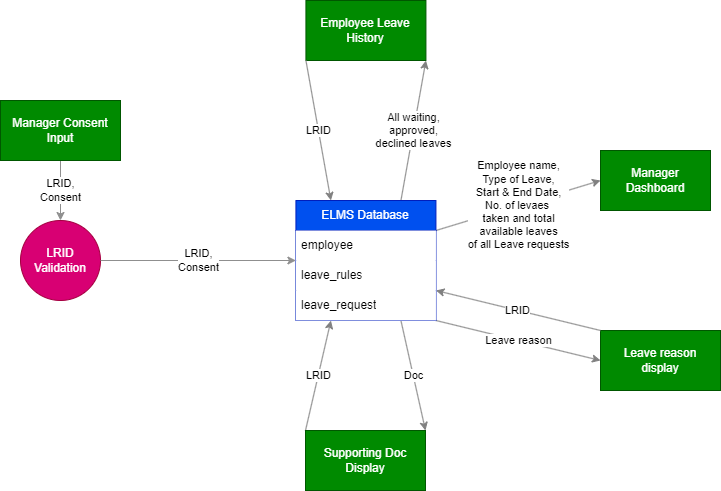 Employee Leave
History
Manager Consent
Input
LRID
All waiting,
approved,
declined leaves
LRID,
Consent
Employee name,
Type of Leave,
Start & End Date,
No. of levaes
taken and total
available leaves
of all Leave requests
Manager
Dashboard
ELMS Database
employee
leave_rules
leave_request
LRID
Validation
LRID,
Consent
LRID
Leave reason
Leave reason
display
LRID
Doc
Supporting Doc
Display